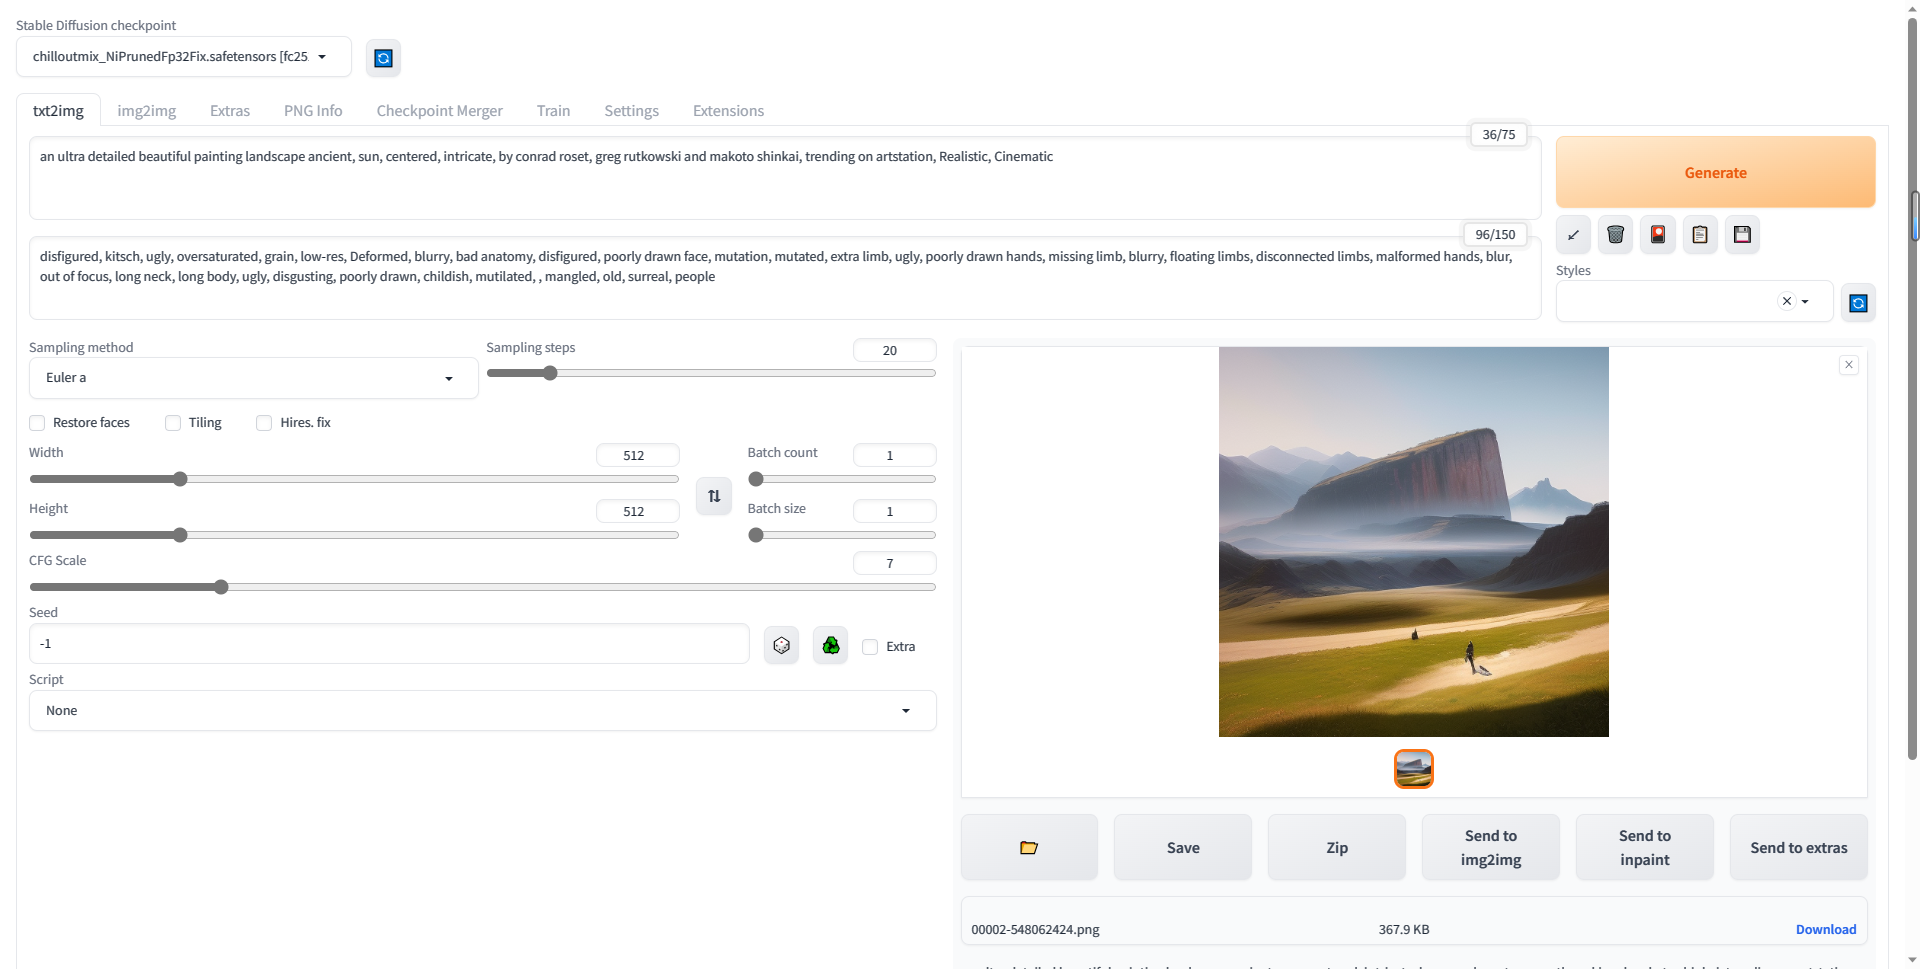 Stable Diffusion checkpoint
chilloutmix_NiPrunedFp32Fix.safetensors [fc25
txt2img img2img Extras PNG Info Checkpoint Merger Train Settings Extensions
36/75
an ultra detailed beautiful painting landscape ancient, sun, centered, intricate, by conrad roset, greg rutkowski and makoto shinkai, trending on artstation, Realistic, Cinematic
Generate
96/150
disfigured, kitsch, ugly, oversaturated, grain, low-res, Deformed, blurry, bad anatomy, disfigured, poorly drawn face, mutation, mutated, extra limb, ugly, poorly drawn hands, missing limb, blurry, floating limbs, disconnected limbs, malformed hands, blur,
out of focus, long neck, long body, ugly, disgusting, poorly drawn, childish, mutilated, , mangled, old, surreal, people
Styles
Sampling method
Euler a
Sampling steps
20
Restore faces Tiling Hires. fix
Width
512
Batch count
1
Height
512
Batch size
1
CFG Scale
7
Seed
-1
Extra
Script
None
Save
Zip
Send to
img2img
Send to
inpaint
Send to extras
00002-548062424.png 367.9 KB Download